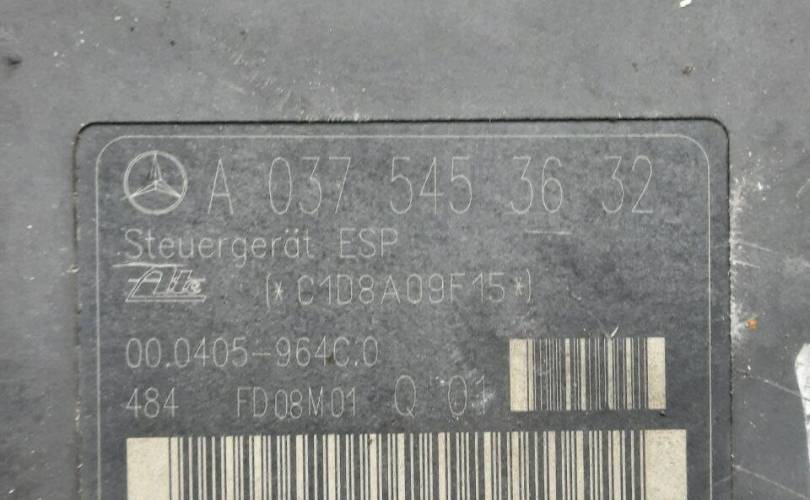 A 037 545 36 32
Steuergerät ESP
Ate (*C1D8A09F15*)
00.0405-964C.0
484 FD08M01 Q 01